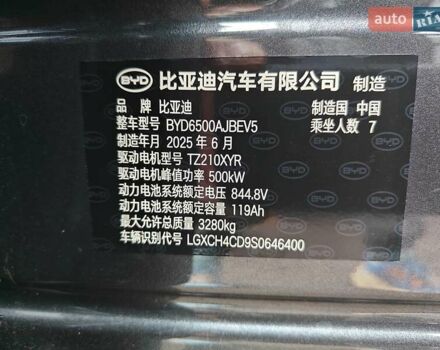 auto RIA
BYD 比亚迪汽车有限公司 制造
品 牌 比亚迪 制造国 中国
整车型号 BYD6500AJBEV5 乘坐人数 7
制造年月 2025 年 6 月
驱动电机型号 TZ210XYR
驱动电机峰值功率 500kW
动力电池系统额定电压 844.8V
动力电池系统额定容量 119Ah
最大允许总质量 3280kg
车辆识别代号 LGXCH4CD9S0646400